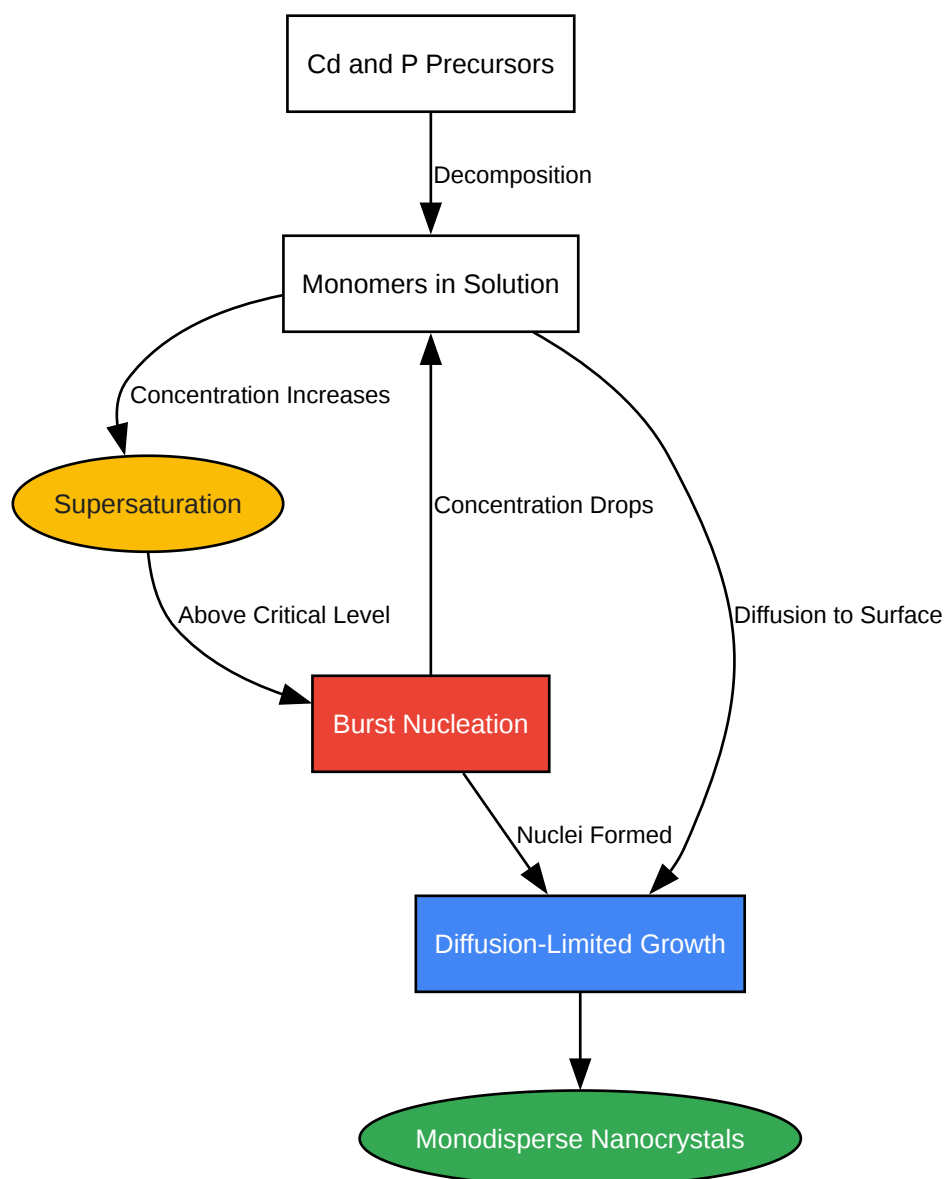 Cd and P Precursors
Decomposition
Monomers in Solution
Concentration Increases
Supersaturation
Concentration Drops
Above Critical Level
Diffusion to Surface
Burst Nucleation
Nuclei Formed
Diffusion-Limited Growth
Monodisperse Nanocrystals